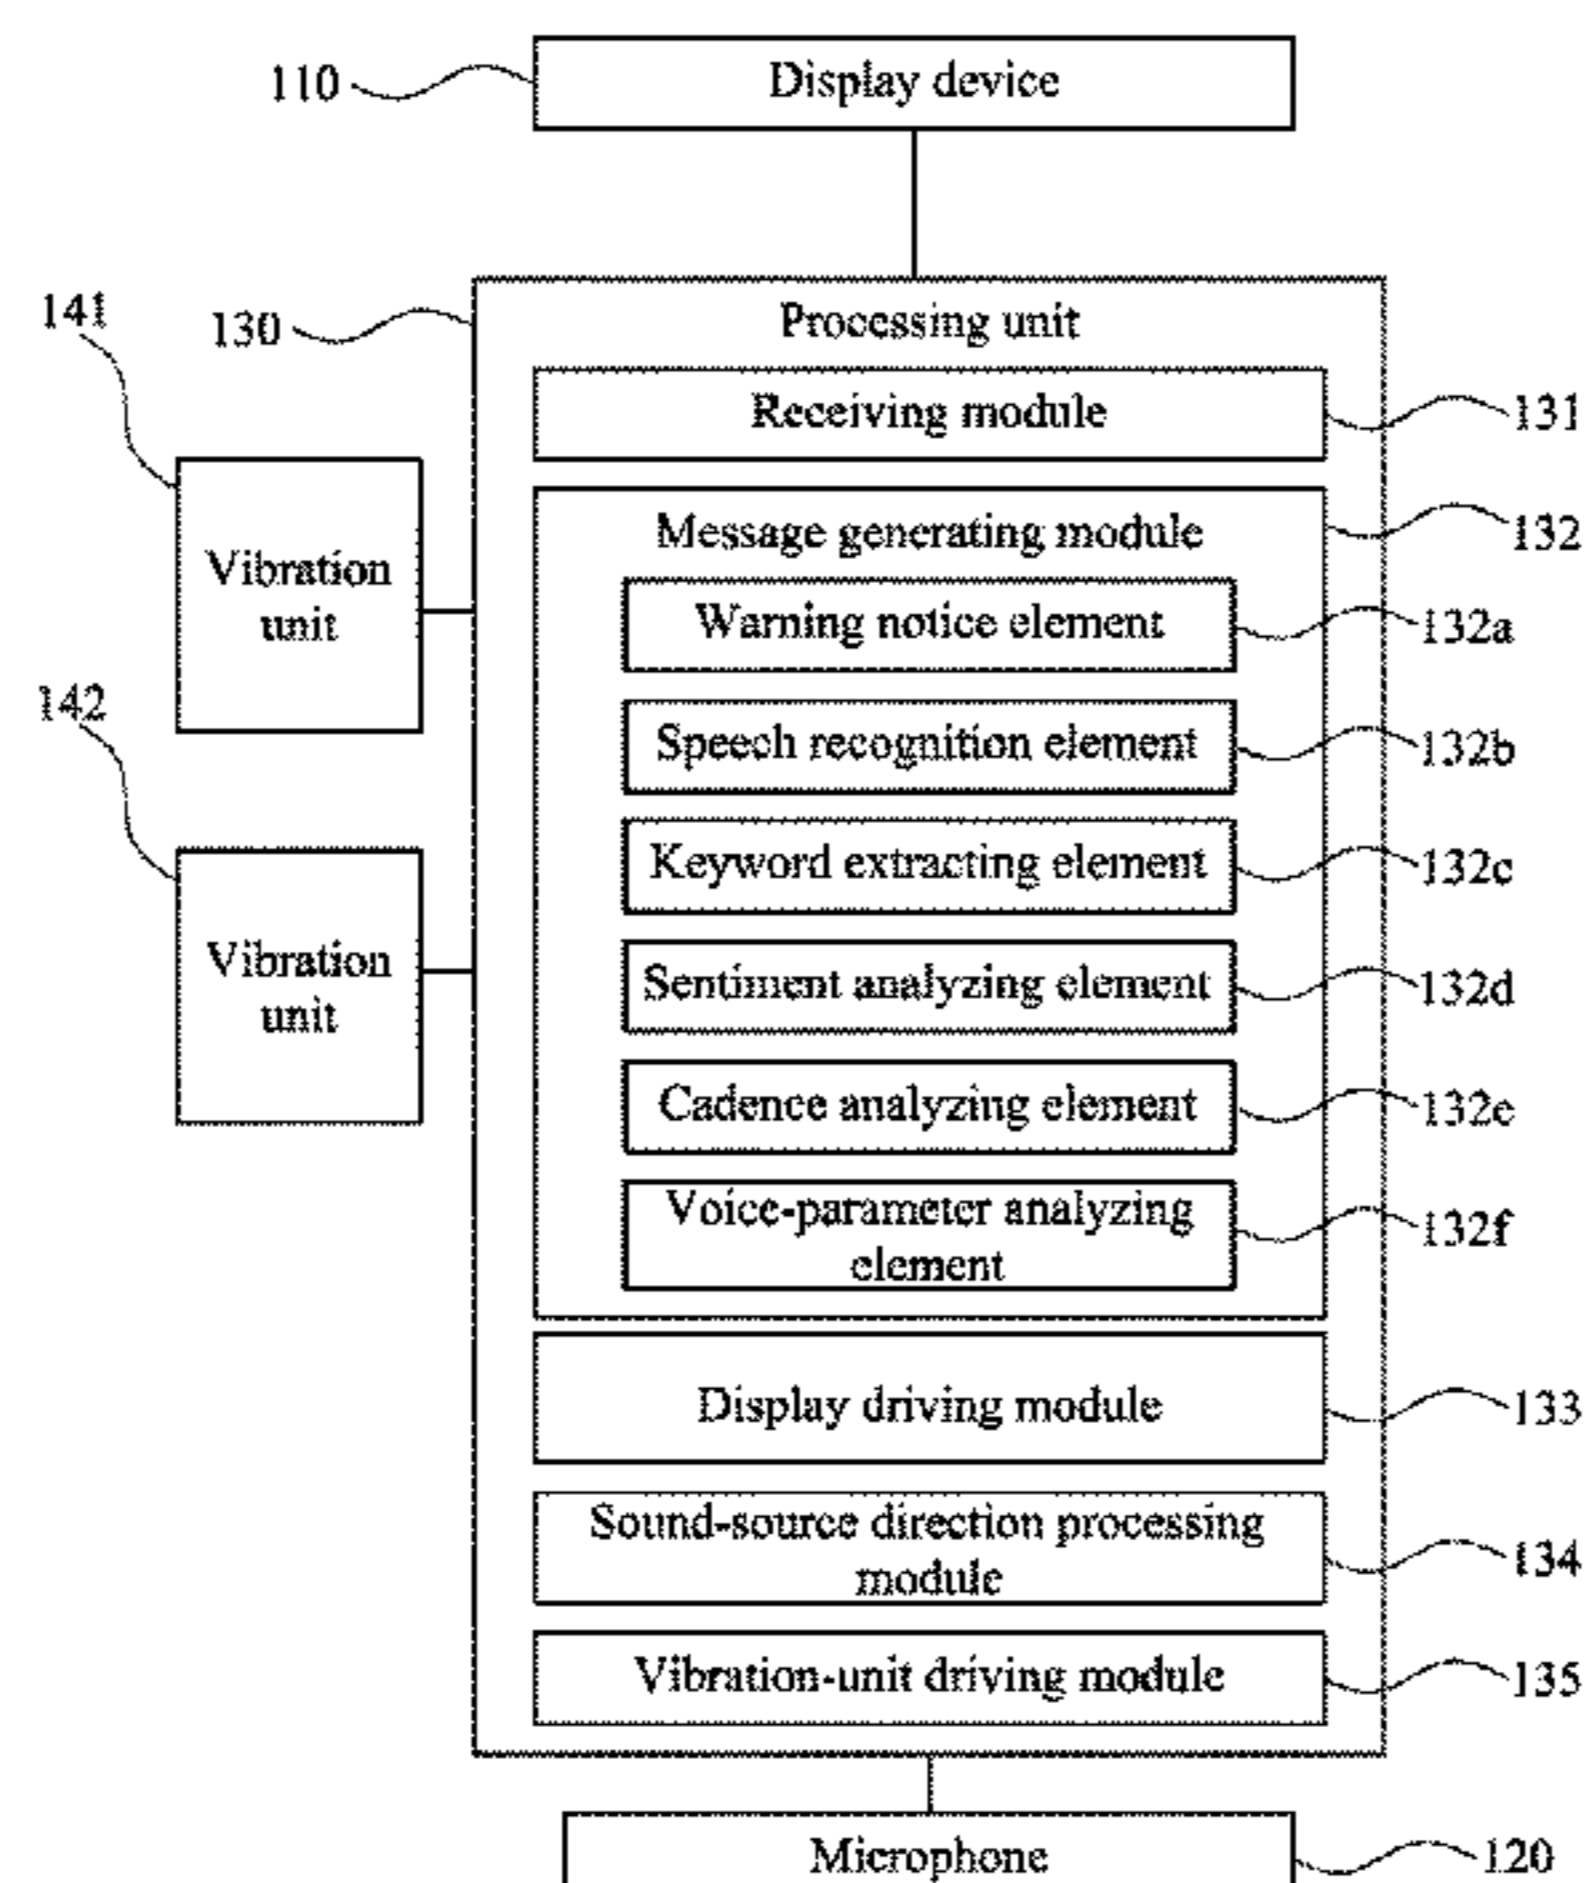 110
Display device
141
130
Processing unit
Receiving module
131
Message generating module
132
Vibration
unit
Warning notice element
132a
142
Speech recognition element
132b
Keyword extracting element
132c
Vibration
unit
Sentiment analyzing element
132d
Cadence analyzing element
132e
Voice-parameter analyzing
element
132f
Display driving module
133
Sound-source direction processing
module
134
Vibration-unit driving module
135
Microphone
120